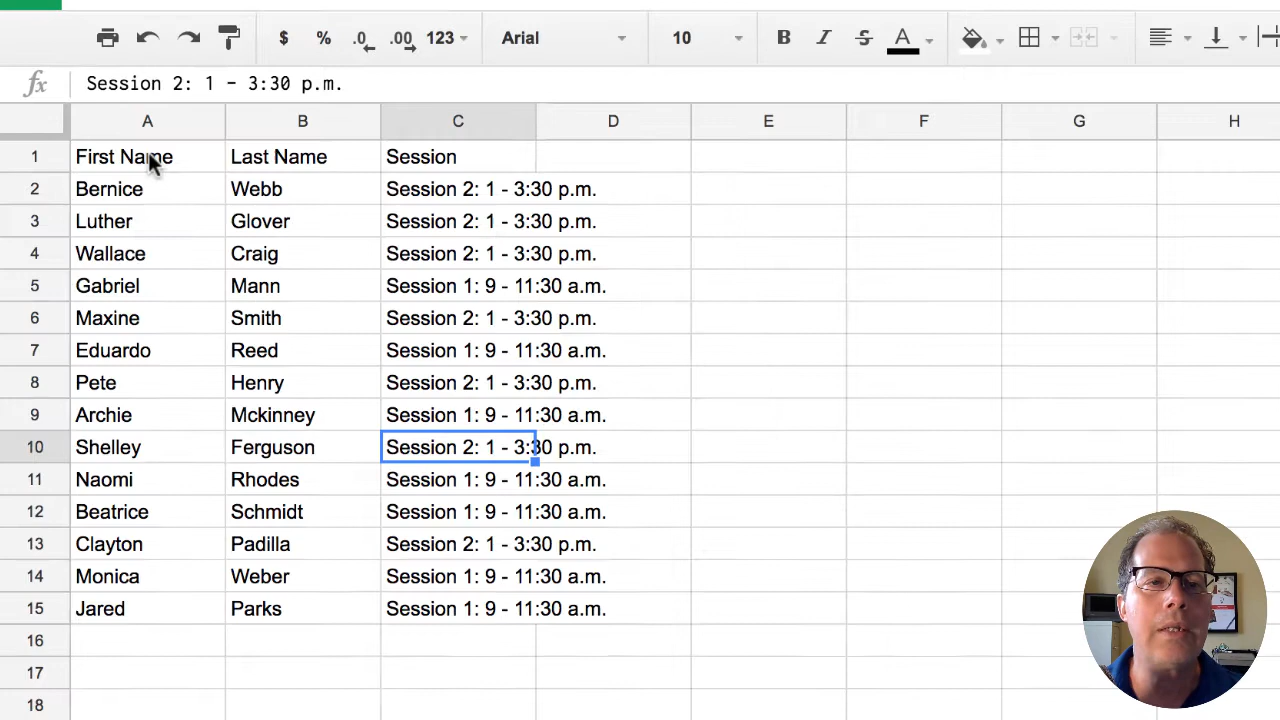 $ % .0 .00 123 Arial 10 B I S A
fx Session 2: 1 - 3:30 p.m.
A B C D E F G H
1 First Name Last Name Session
2 Bernice Webb Session 2: 1 - 3:30 p.m.
3 Luther Glover Session 2: 1 - 3:30 p.m.
4 Wallace Craig Session 2: 1 - 3:30 p.m.
5 Gabriel Mann Session 1: 9 - 11:30 a.m.
6 Maxine Smith Session 2: 1 - 3:30 p.m.
7 Eduardo Reed Session 1: 9 - 11:30 a.m.
8 Pete Henry Session 2: 1 - 3:30 p.m.
9 Archie Mckinney Session 1: 9 - 11:30 a.m.
10 Shelley Ferguson Session 2: 1 - 3:30 p.m.
11 Naomi Rhodes Session 1: 9 - 11:30 a.m.
12 Beatrice Schmidt Session 1: 9 - 11:30 a.m.
13 Clayton Padilla Session 2: 1 - 3:30 p.m.
14 Monica Weber Session 1: 9 - 11:30 a.m.
15 Jared Parks Session 1: 9 - 11:30 a.m.
16
17
18